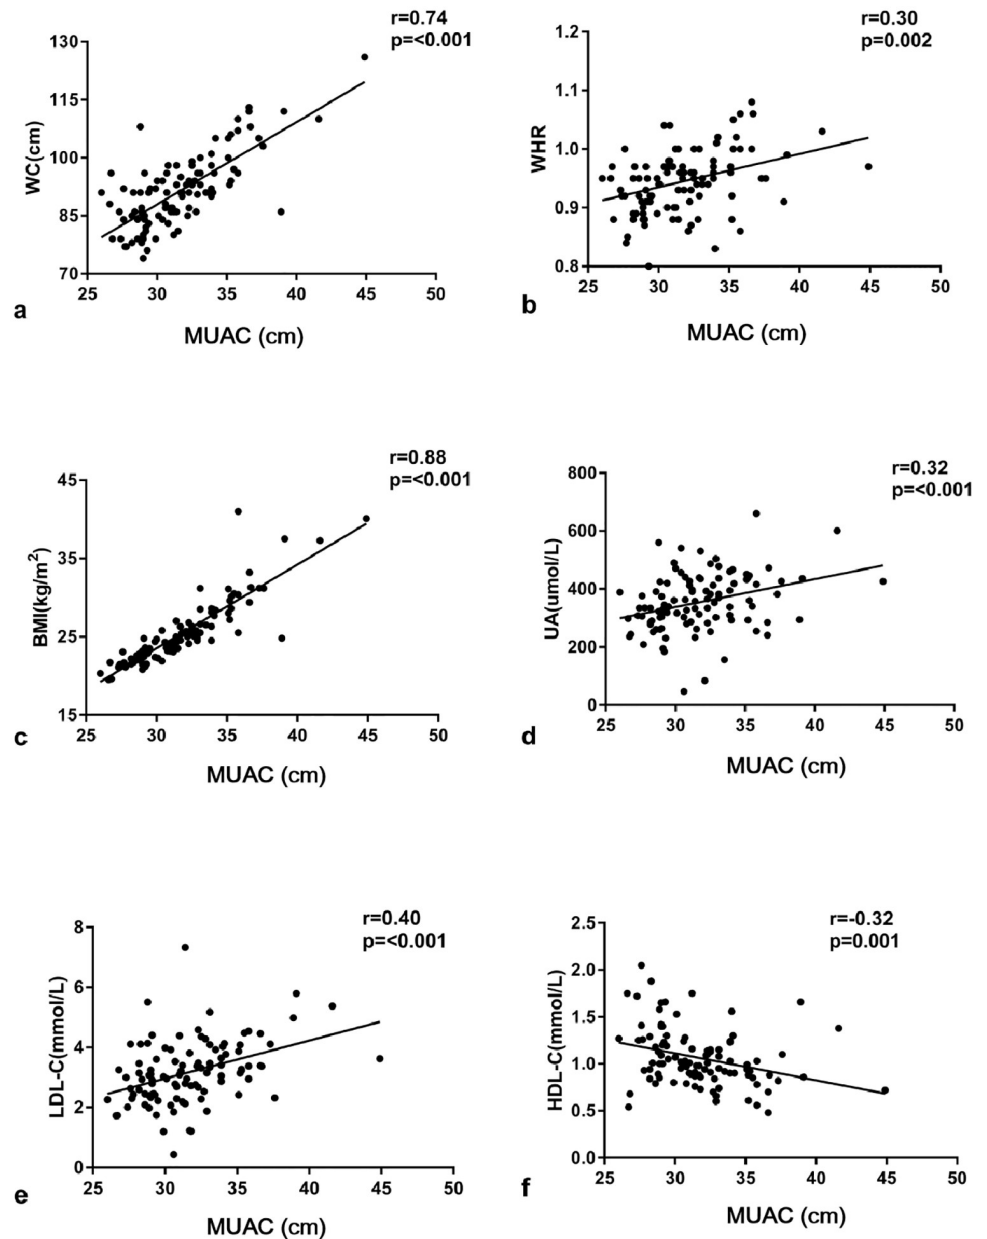 r=0.74
p=<0.001
130
115
100
85
70
WC(cm)
25 30 35 40 45 50
MUAC (cm)
a
r=0.30
p=0.002
1.2
1.1
1.0
0.9
0.8
WHR
25 30 35 40 45 50
MUAC (cm)
b
r=0.88
p=<0.001
45
35
25
15
BMI(kg/m²)
25 30 35 40 45 50
MUAC (cm)
c
r=0.32
p=<0.001
800
600
400
200
0
UA(umol/L)
25 30 35 40 45 50
MUAC (cm)
d
r=0.40
p=<0.001
8
6
4
2
0
LDL-C(mmol/L)
25 30 35 40 45 50
MUAC (cm)
e
r=-0.32
p=0.001
2.5
2.0
1.5
1.0
0.5
0.0
HDL-C(mmol/L)
25 30 35 40 45 50
MUAC (cm)
f